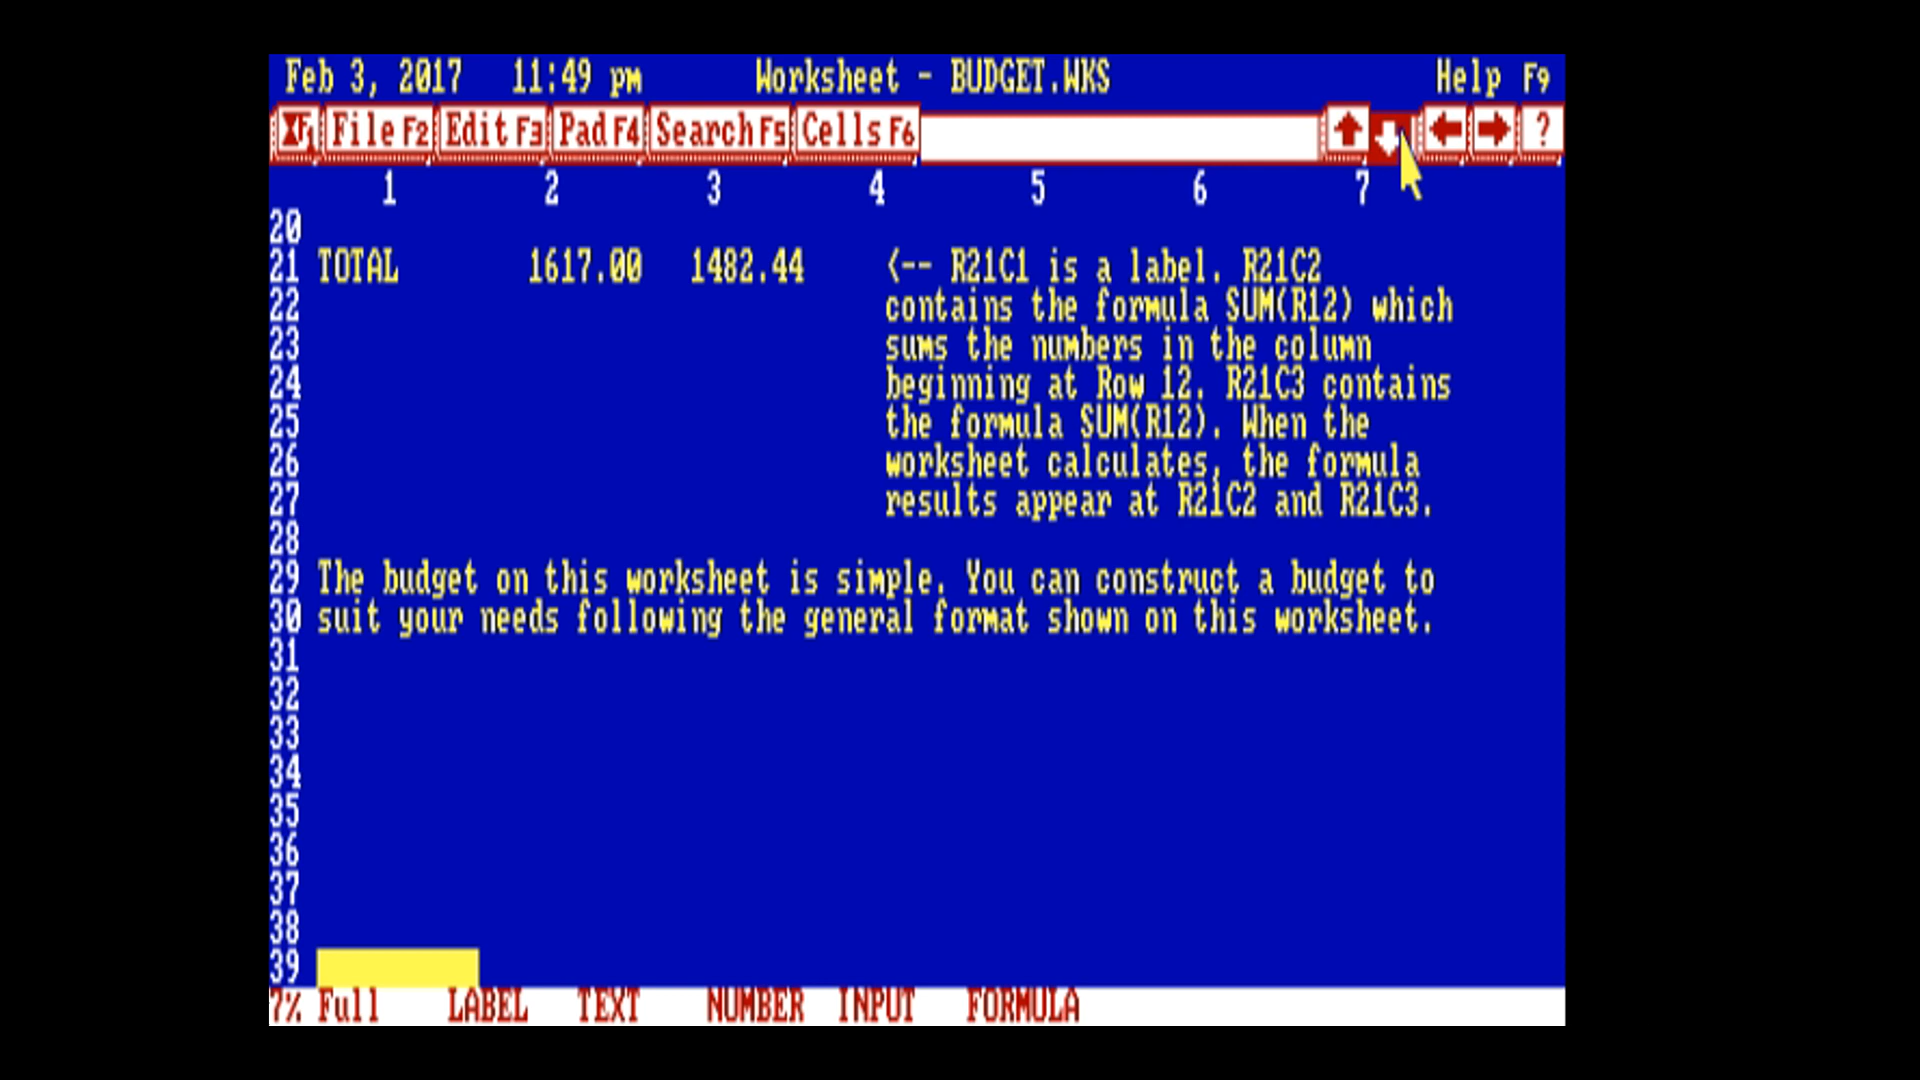 Feb 3, 2017 11:49 pm Worksheet - BUDGET.WKS Help F9
F1 File F2 Edit F3 Pad F4 Search F5 Cells F6 ?
1 2 3 4 5 6 7
20
21 TOTAL 1617.00 1482.44 <-- R21C1 is a label. R21C2
22 contains the formula SUM(R12) which
23 sums the numbers in the column
24 beginning at Row 12. R21C3 contains
25 the formula SUM(R12). When the
26 worksheet calculates, the formula
27 results appear at R21C2 and R21C3.
28
29 The budget on this worksheet is simple. You can construct a budget to
30 suit your needs following the general format shown on this worksheet.
31
32
33
34
35
36
37
38
39
7% Full LABEL TEXT NUMBER INPUT FORMULA